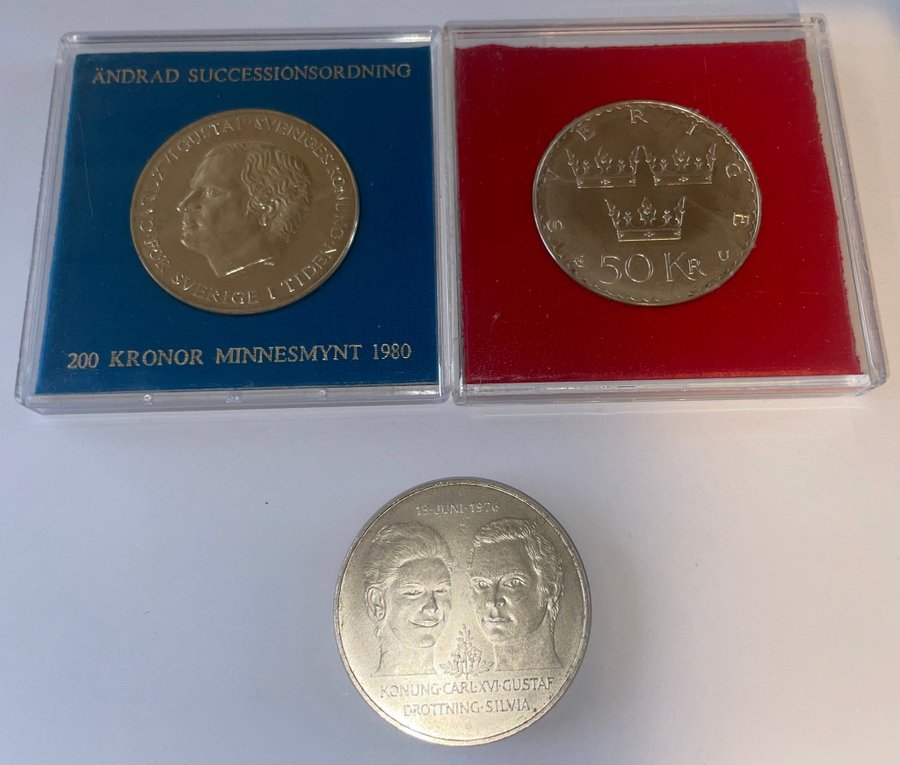 ÄNDRAD SUCCESSIONSORDNING
CARL·XVI·GUSTAF·SVERIGES·KONUNG
FÖR SVERIGE I TIDEN
200 KRONOR MINNESMYNT 1980
SVERIGE
50 KR U
19·JUNI·1976
KONUNG·CARL·XVI·GUSTAF
DROTTNING·SILVIA